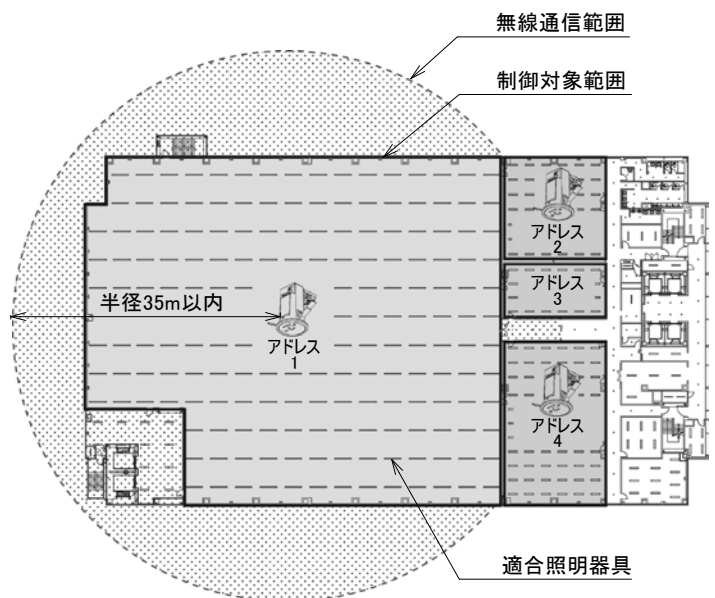 無線通信範囲
制御対象範囲
アドレス
2
アドレス
3
半径35m以内
アドレス
1
アドレス
4
適合照明器具